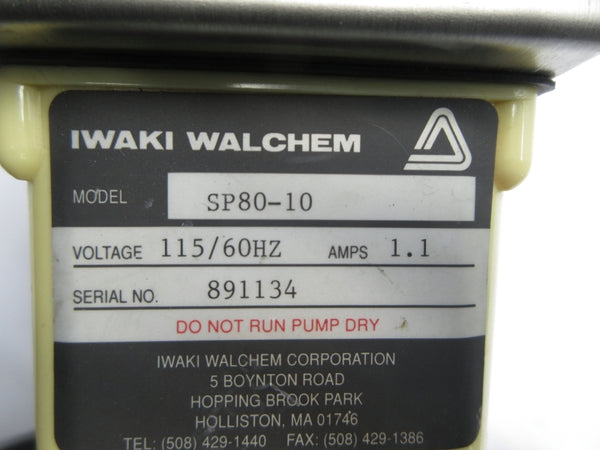 IWAKI WALCHEM
MODEL SP80-10
VOLTAGE 115/60HZ AMPS 1.1
SERIAL NO. 891134
DO NOT RUN PUMP DRY
IWAKI WALCHEM CORPORATION
5 BOYNTON ROAD
HOPPING BROOK PARK
HOLLISTON, MA 01746
TEL: (508) 429-1440 FAX: (508) 429-1386